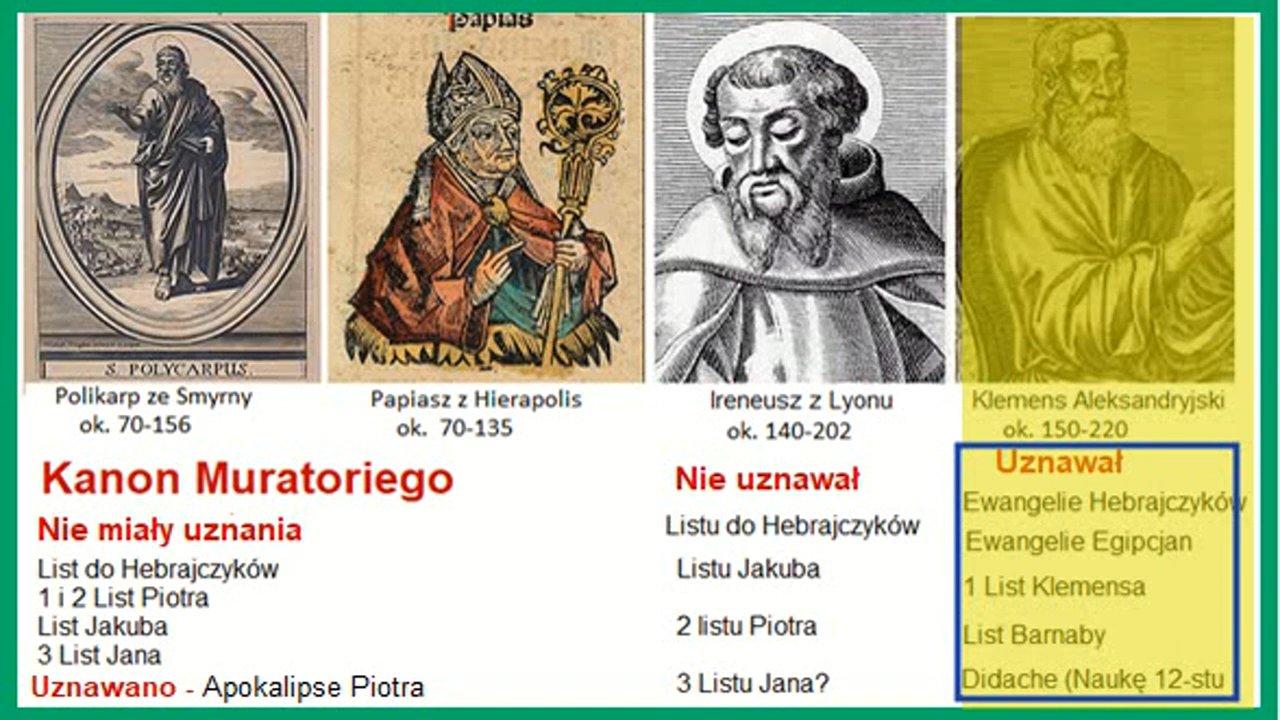 Papias
S. POLYCARPUS.
Polikarp ze Smyrny
ok. 70-156
Papiasz z Hierapolis
ok. 70-135
Ireneusz z Lyonu
ok. 140-202
Klemens Aleksandryjski
ok. 150-220
Kanon Muratoriego
Nie miały uznania
List do Hebrajczyków
1 i 2 List Piotra
List Jakuba
3 List Jana
Uznawano - Apokalipse Piotra
Nie uznawał
Listu do Hebrajczyków
Listu Jakuba
2 listu Piotra
3 Listu Jana?
Uznawał
Ewangelie Hebrajczyków
Ewangelie Egipcjan
1 List Klemensa
List Barnaby
Didache (Naukę 12-stu